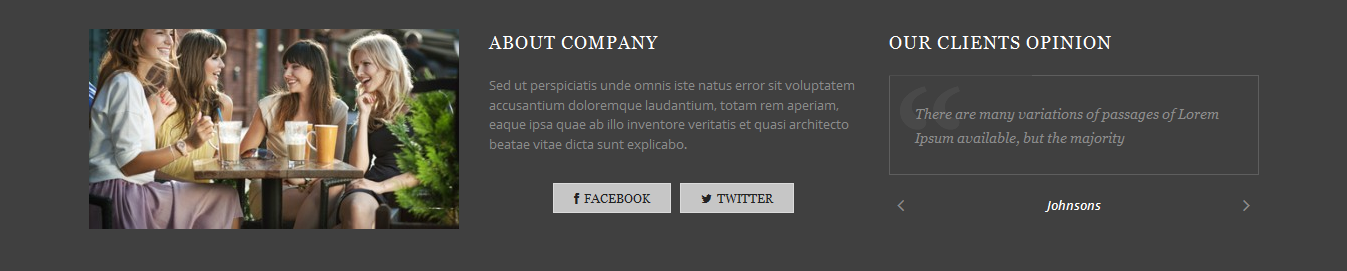 ABOUT COMPANY
Sed ut perspiciatis unde omnis iste natus error sit voluptatem
accusantium doloremque laudantium, totam rem aperiam,
eaque ipsa quae ab illo inventore veritatis et quasi architecto
beatae vitae dicta sunt explicabo.
FACEBOOK
TWITTER
OUR CLIENTS OPINION
There are many variations of passages of Lorem
Ipsum available, but the majority
Johnsons